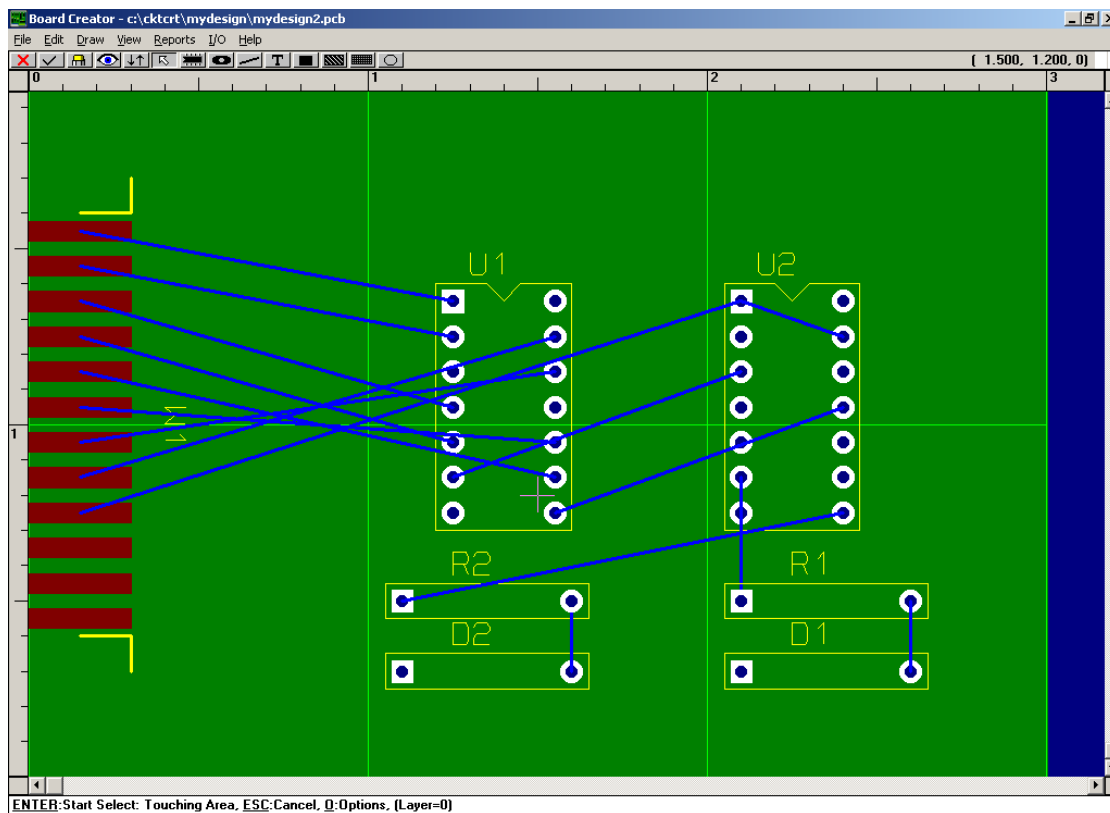 Board Creator - c:\cktcrt\mydesign\mydesign2.pcb
File Edit Draw View Reports I/O Help
T ( 1.500, 1.200, 0)
0 1 2 3
U1 U2
M1
1
R2 R1
D2 D1
ENTER:Start Select: Touching Area, ESC:Cancel, O:Options, (Layer=0)